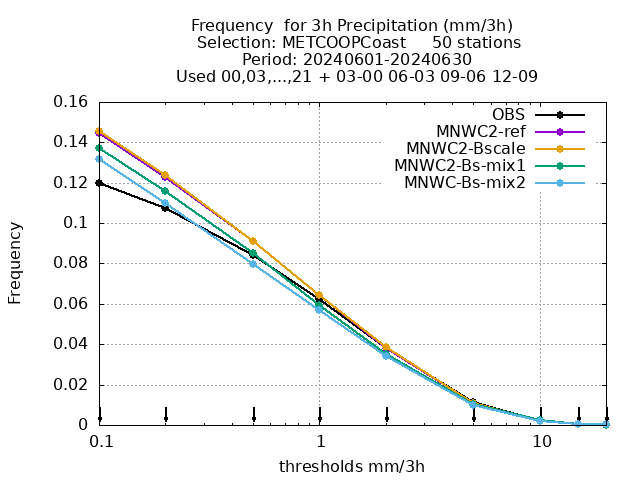 Frequency  for 3h Precipitation (mm/3h)
Selection: METCOOPCoast     50 stations
Period: 20240601-20240630
Used 00,03,...,21 + 03-00 06-03 09-06 12-09
OBS
MNWC2-ref
MNWC2-Bscale
MNWC2-Bs-mix1
MNWC-Bs-mix2
Frequency
0.16
0.14
0.12
0.1
0.08
0.06
0.04
0.02
0
0.1 1 10
thresholds mm/3h